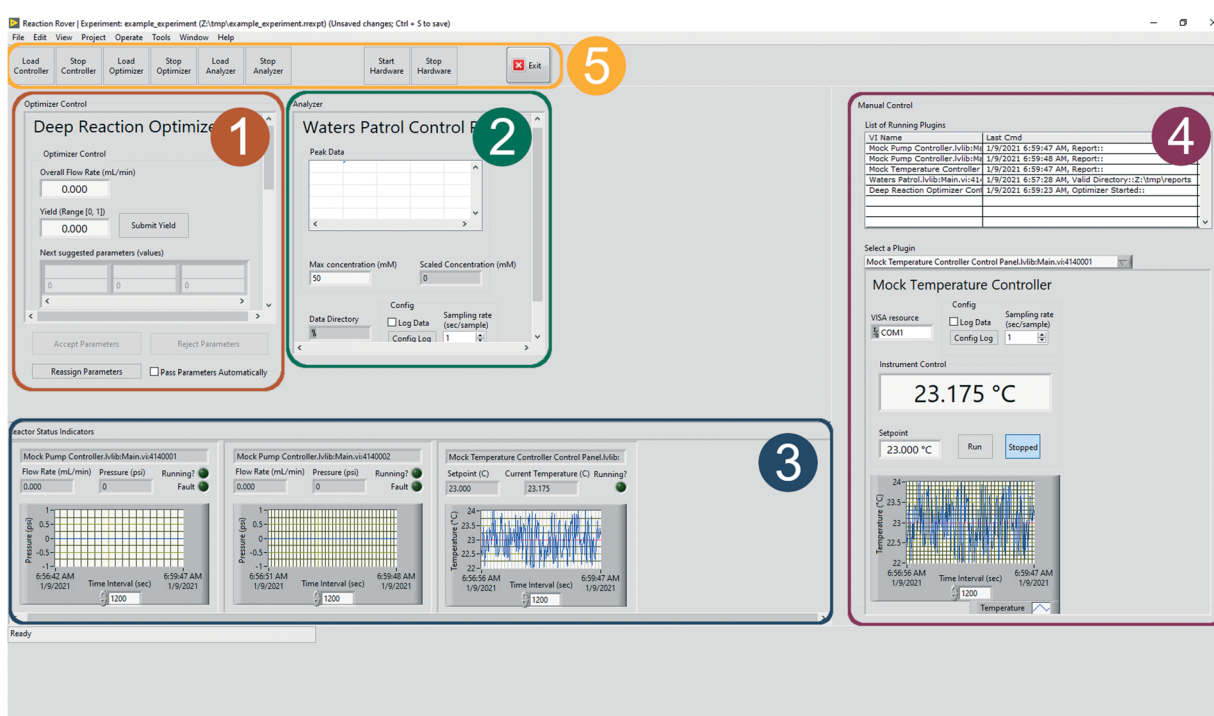 Reaction Rover | Experiment: example_experiment (Z:\tmp\example_experiment.rrexpt) (Unsaved changes; Ctrl + S to save)
File Edit View Project Operate Tools Window Help
Load Controller
Stop Controller
Load Optimizer
Stop Optimizer
Load Analyzer
Stop Analyzer
Start Hardware
Stop Hardware
Exit
5
Optimizer Control
Deep Reaction Optimize
1
Optimizer Control
Overall Flow Rate (mL/min)
0.000
Yield (Range [0, 1])
0.000
Submit Yield
Next suggested parameters (values)
0 0 0
Accept Parameters
Reject Parameters
Reassign Parameters
Pass Parameters Automatically
Analyzer
Waters Patrol Control
2
Peak Data
Max concentration (mM)
50
Scaled Concentration (mM)
0
Data Directory
Config
Log Data
Config Log
Sampling rate
(sec/sample)
1
Manual Control
4
List of Running Plugins
VI Name Last Cmd
Mock Pump Controller.lvlib:Ma 1/9/2021 6:59:47 AM, Report::
Mock Pump Controller.lvlib:Ma 1/9/2021 6:59:48 AM, Report::
Mock Temperature Controller 1/9/2021 6:59:47 AM, Report::
Waters Patrol.lvlib:Main.vi:41 1/9/2021 6:57:28 AM, Valid Directory::Z:\tmp\reports
Deep Reaction Optimizer Con 1/9/2021 6:59:23 AM, Optimizer Started::
Select a Plugin
Mock Temperature Controller Control Panel.lvlib:Main.vi:4140001
Mock Temperature Controller
VISA resource
COM1
Config
Log Data
Config Log
Sampling rate
(sec/sample)
1
Instrument Control
23.175 °C
Setpoint
23.000 °C
Run
Stopped
Temperature (°C)
24
23.5
23
22.5
22
6:56:56 AM
1/9/2021
Time Interval (sec)
1200
6:59:47 AM
1/9/2021
Temperature
Reactor Status Indicators
3
Mock Pump Controller.lvlib:Main.vi:4140001
Flow Rate (mL/min) Pressure (psi) Running?
0.000 0 Fault
Pressure (psi)
1
0.5
0
-0.5
-1
6:56:42 AM
1/9/2021
Time Interval (sec)
1200
6:59:47 AM
1/9/2021
Mock Pump Controller.lvlib:Main.vi:4140002
Flow Rate (mL/min) Pressure (psi) Running?
0.000 0 Fault
Pressure (psi)
1
0.5
0
-0.5
-1
6:56:51 AM
1/9/2021
Time Interval (sec)
1200
6:59:48 AM
1/9/2021
Mock Temperature Controller Control Panel.lvlib:
Setpoint (C) Current Temperature (C) Running?
23.000 23.175
Temperature (°C)
24
23.5
23
22.5
22
6:56:56 AM
1/9/2021
Time Interval (sec)
1200
6:59:47 AM
1/9/2021
Ready